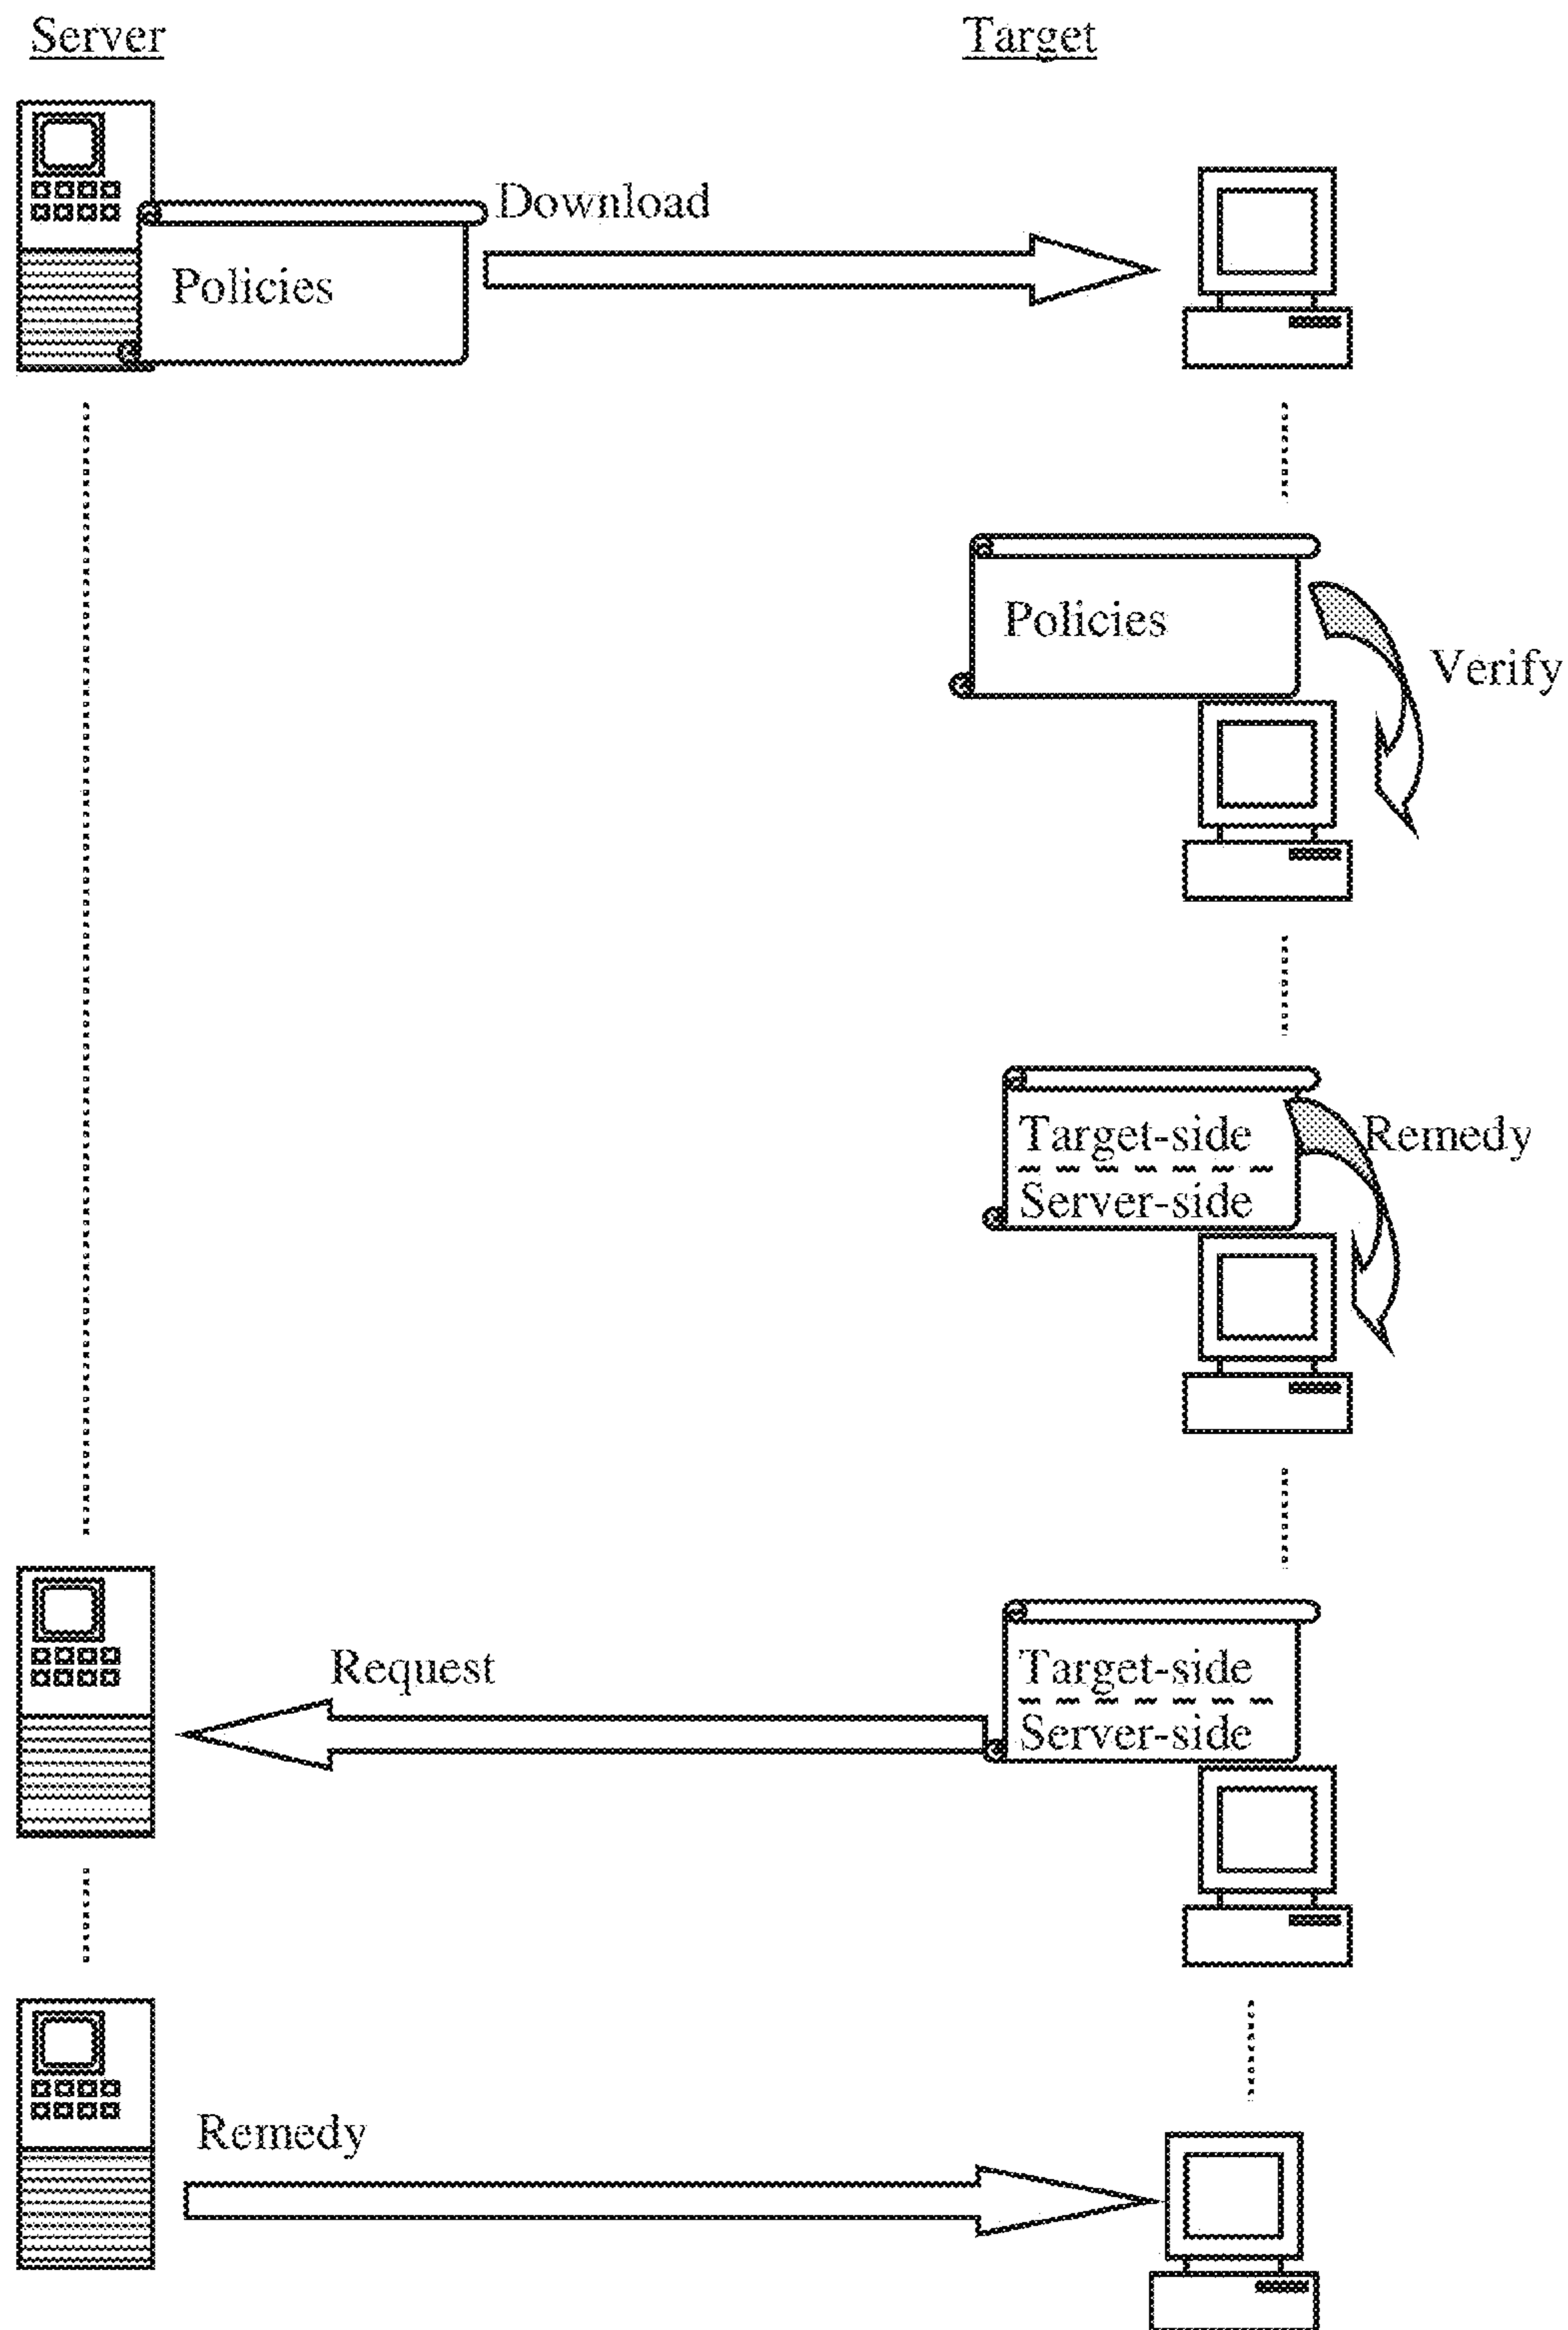 Server
Target
Download
Policies
Policies
Verify
Target-side
Remedy
Server-side
Request
Target-side
Server-side
Remedy